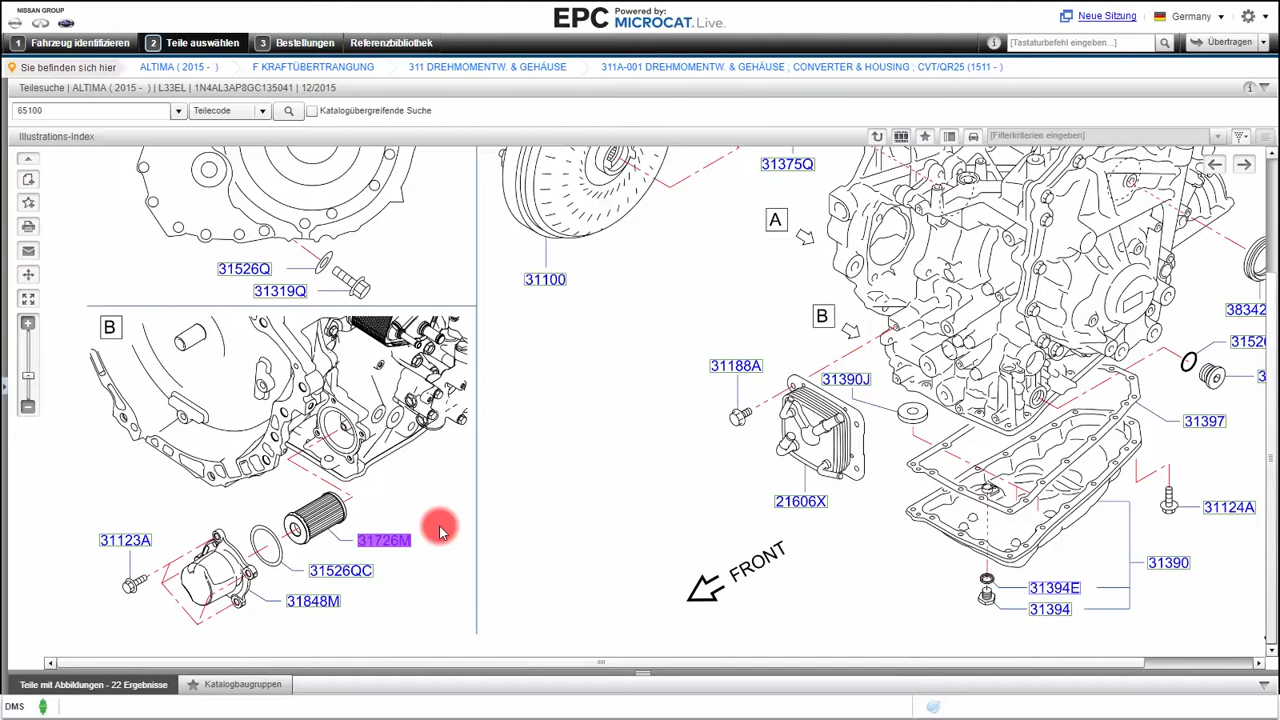 NISSAN GROUP
EPC Powered by: MICROCAT. Live.
Neue Sitzung
Germany
1 Fahrzeug identifizieren
2 Teile auswählen
3 Bestellungen
Referenzbibliothek
[Tastaturbefehl eingeben...]
Übertragen
Sie befinden sich hier
ALTIMA ( 2015 - )
F KRAFTÜBERTRANGUNG
311 DREHMOMENTW. & GEHÄUSE
311A-001 DREHMOMENTW. & GEHÄUSE ; CONVERTER & HOUSING ; CVT/QR25 (1511 - )
Teilesuche | ALTIMA ( 2015 - ) | L33EL | 1N4AL3AP8GC135041 | 12/2015
65100
Teilecode
Katalogübergreifende Suche
Illustrations-Index
[Filterkriterien eingeben]
31375Q
A
31526Q
31319Q
31100
38342
B
B
31188A
31390J
31397
21606X
31124A
31123A
31726M
31526QC
31848M
FRONT
31390
31394E
31394
Teile mit Abbildungen - 22 Ergebnisse
Katalogbaugruppen
DMS